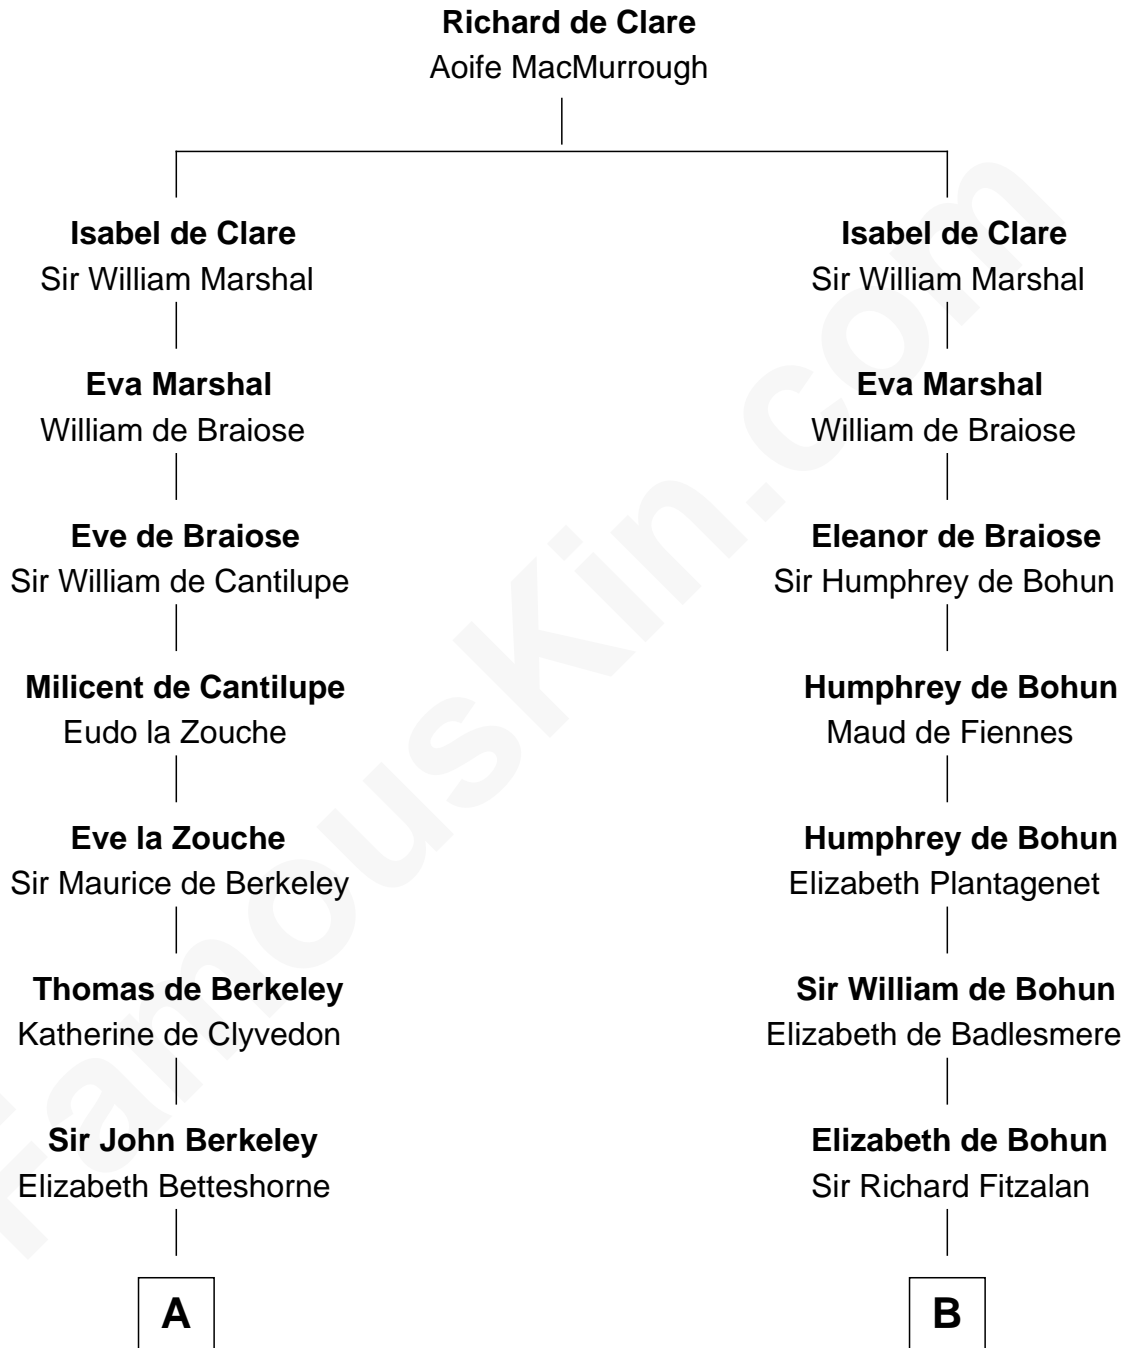 Richard de Clare
Aoife MacMurrough
Isabel de Clare
Sir William Marshal
Isabel de Clare
Sir William Marshal
Eva Marshal
William de Braiose
Eva Marshal
William de Braiose
Eve de Braiose
Sir William de Cantilupe
Eleanor de Braiose
Sir Humphrey de Bohun
Milicent de Cantilupe
Eudo la Zouche
Humphrey de Bohun
Maud de Fiennes
Eve la Zouche
Sir Maurice de Berkeley
Humphrey de Bohun
Elizabeth Plantagenet
Thomas de Berkeley
Katherine de Clyvedon
Sir William de Bohun
Elizabeth de Badlesmere
Sir John Berkeley
Elizabeth Betteshorne
Elizabeth de Bohun
Sir Richard Fitzalan
A
B
FamousKin.com